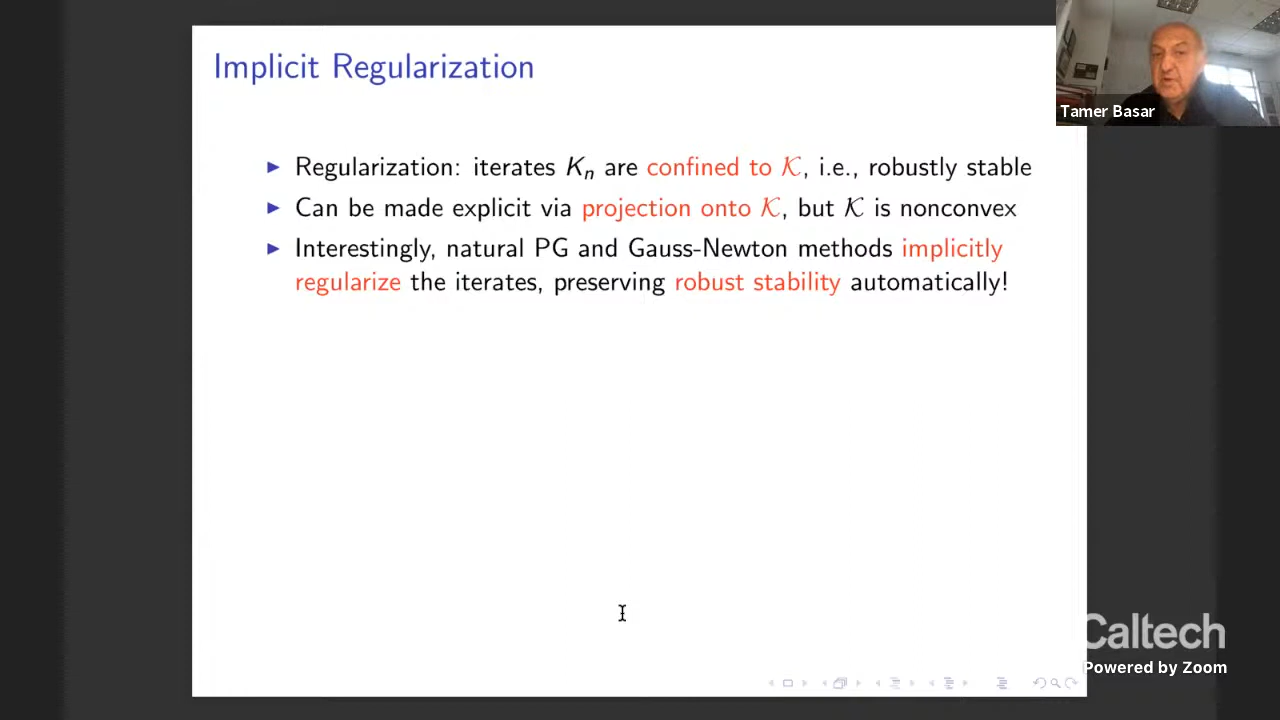 Implicit Regularization
Tamer Basar
▶ Regularization: iterates Kₙ are confined to 𝒦, i.e., robustly stable
▶ Can be made explicit via projection onto 𝒦, but 𝒦 is nonconvex
▶ Interestingly, natural PG and Gauss-Newton methods implicitly
regularize the iterates, preserving robust stability automatically!
Caltech
Powered by Zoom